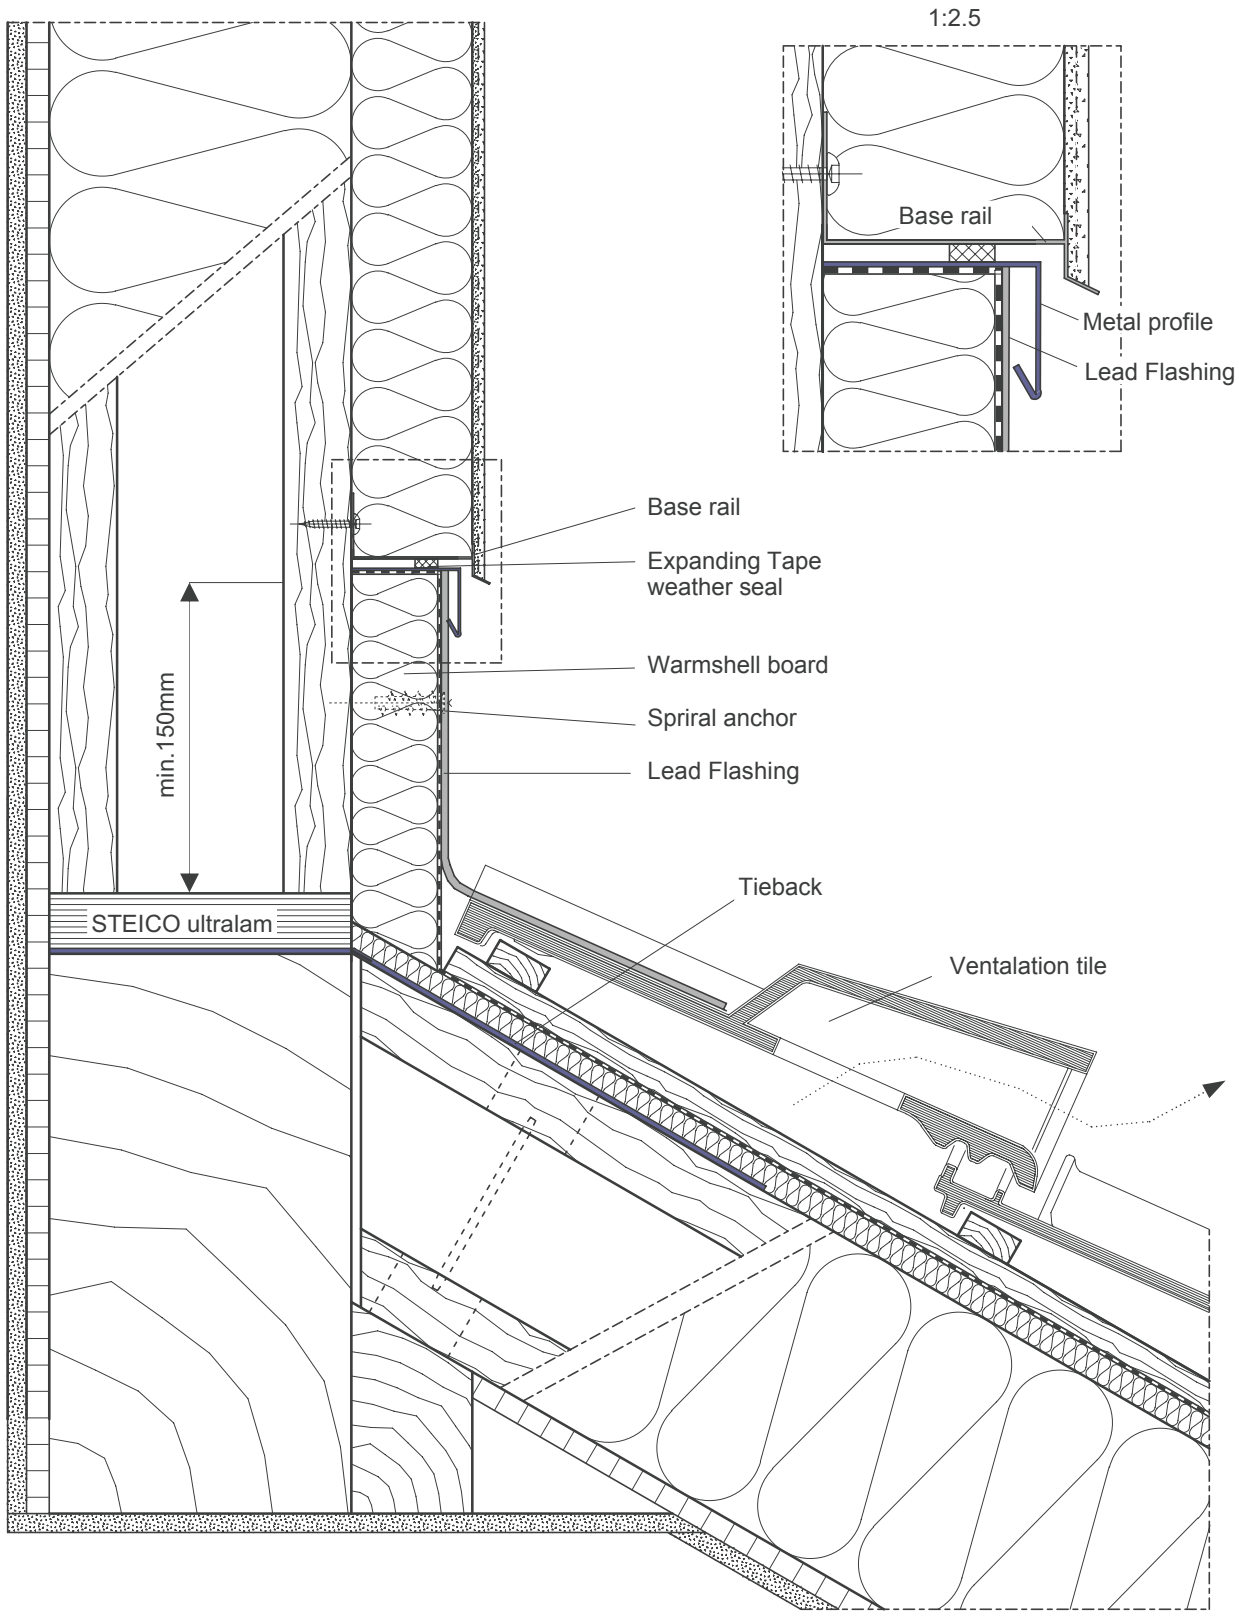 1:2.5
Base rail
Metal profile
Lead Flashing
Base rail
Expanding Tape
weather seal
Warmshell board
Spriral anchor
Lead Flashing
min.150mm
Tieback
STEICO ultralam
Ventalation tile